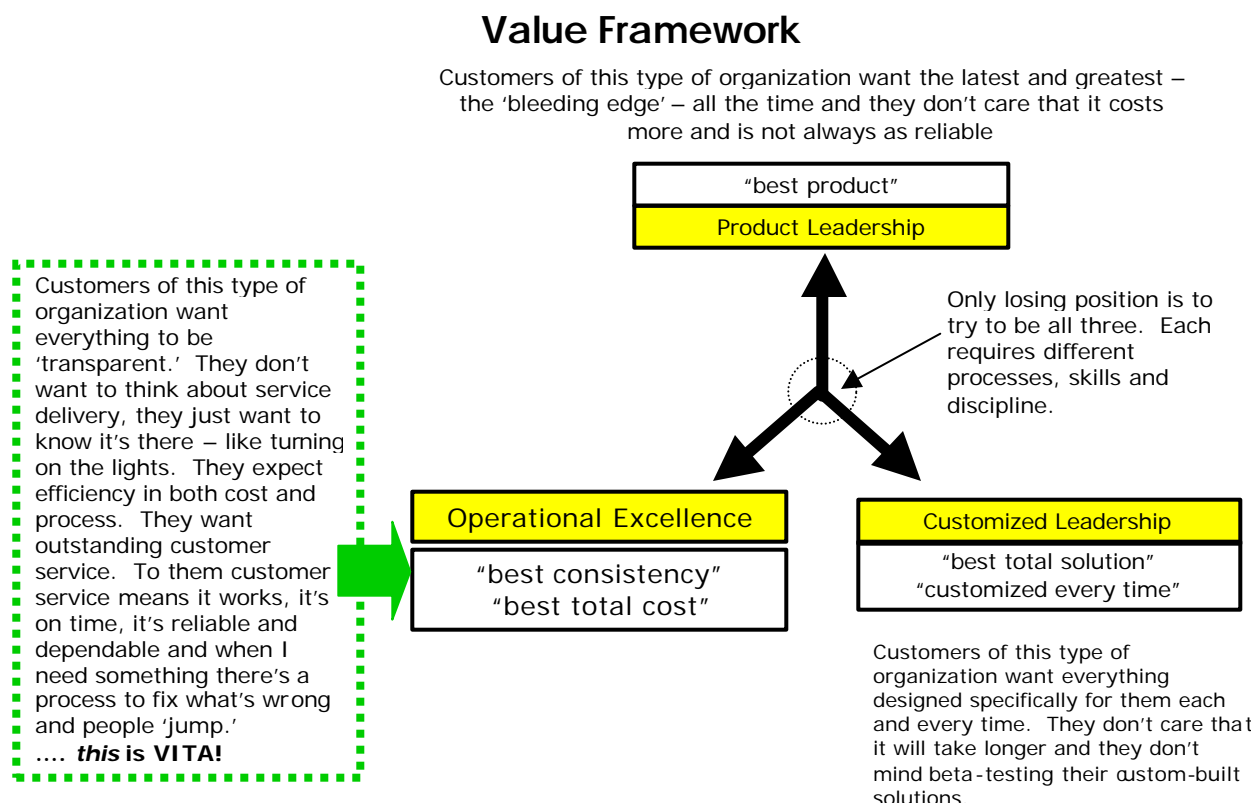 Value Framework
Customers of this type of organization want the latest and greatest –
the 'bleeding edge' – all the time and they don't care that it costs
more and is not always as reliable
"best product"
Product Leadership
Only losing position is to
try to be all three. Each
requires different
processes, skills and
discipline.
Customers of this type of
organization want
everything to be
'transparent.' They don't
want to think about service
delivery, they just want to
know it's there – like turning
on the lights. They expect
efficiency in both cost and
process. They want
outstanding customer
service. To them customer
service means it works, it's
on time, it's reliable and
dependable and when I
need something there's a
process to fix what's wrong
and people 'jump.'
.... this is VITA!
Operational Excellence
"best consistency"
"best total cost"
Customized Leadership
"best total solution"
"customized every time"
Customers of this type of
organization want everything
designed specifically for them each
and every time. They don't care that
it will take longer and they don't
mind beta-testing their custom-built
solutions